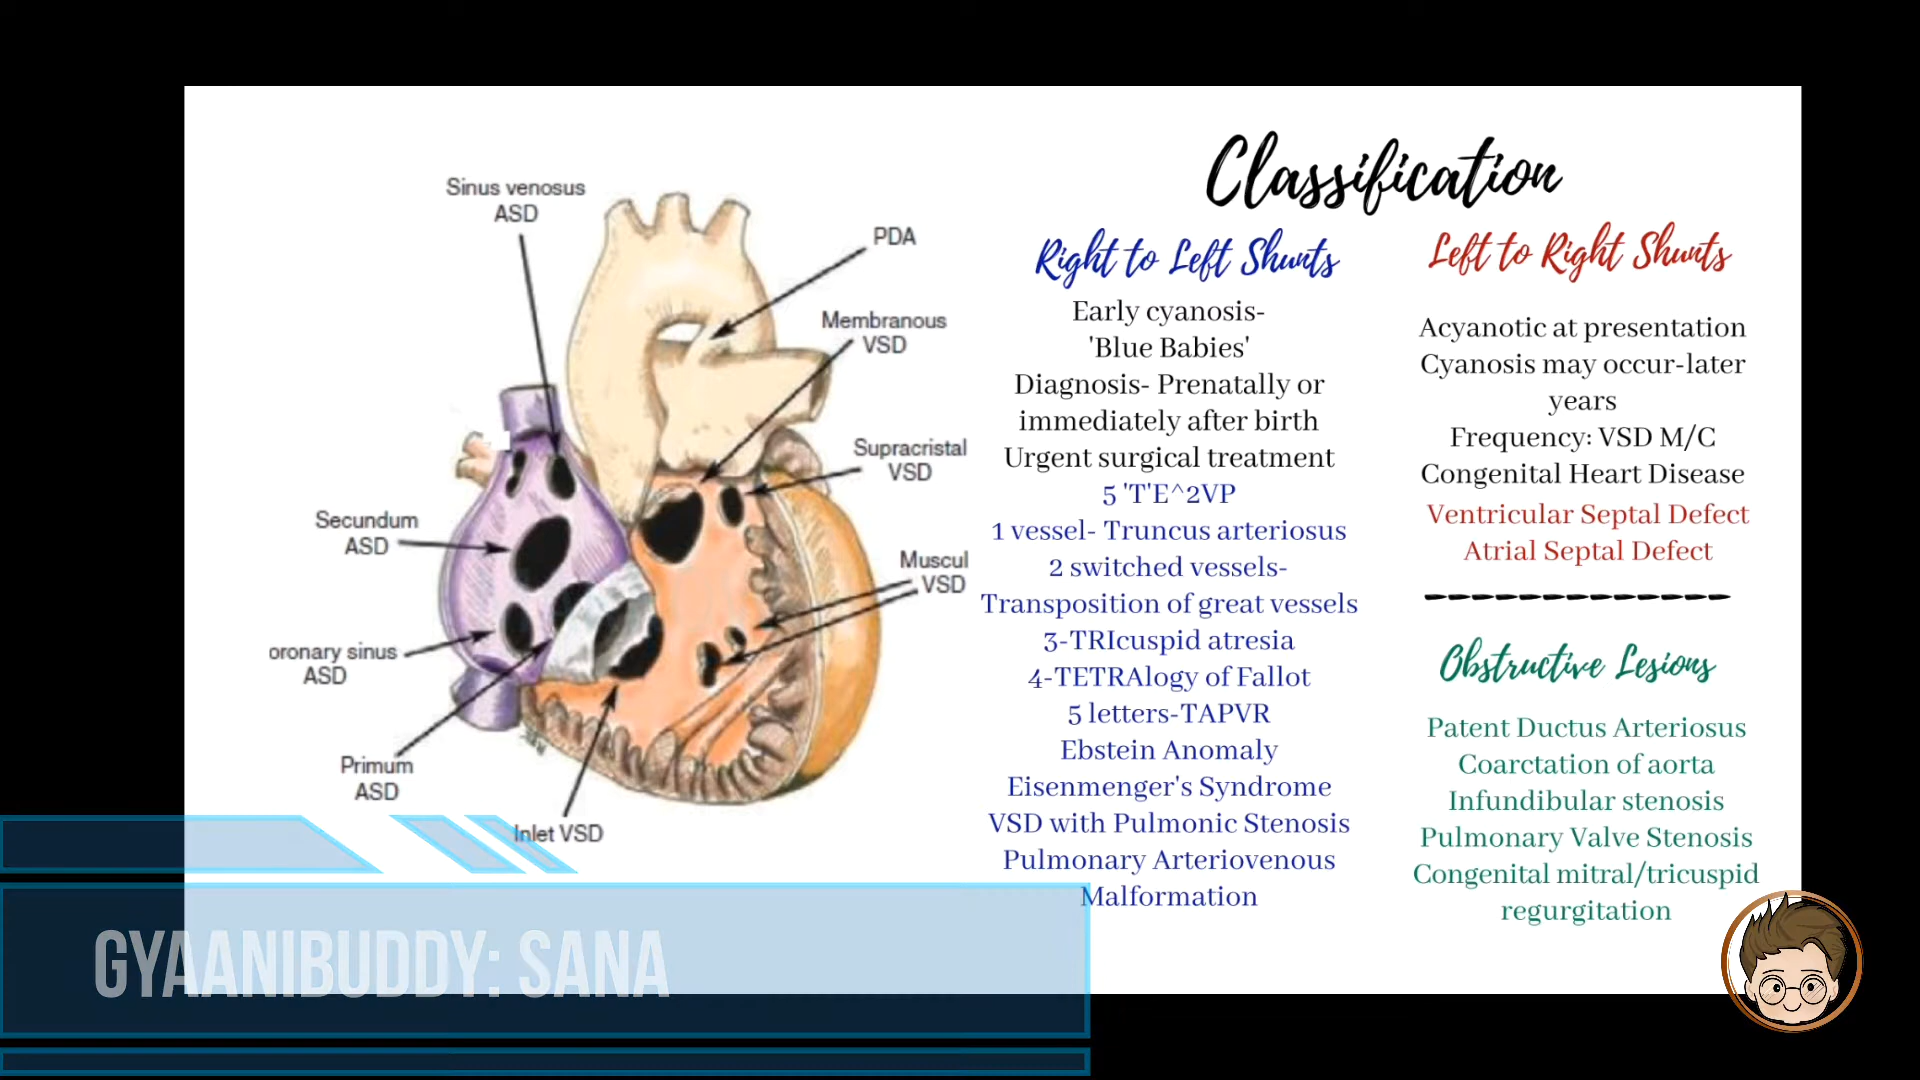 Classification
Sinus venosus
ASD
PDA
Membranous
VSD
Supracristal
VSD
Secundum
ASD
Muscul
VSD
oronary sinus
ASD
Primum
ASD
Inlet VSD
Right to Left Shunts
Early cyanosis-
'Blue Babies'
Diagnosis- Prenatally or
immediately after birth
Urgent surgical treatment
5 'T'E^2VP
1 vessel- Truncus arteriosus
2 switched vessels-
Transposition of great vessels
3-TRIcuspid atresia
4-TETRAlogy of Fallot
5 letters-TAPVR
Ebstein Anomaly
Eisenmenger's Syndrome
VSD with Pulmonic Stenosis
Pulmonary Arteriovenous
Malformation
Left to Right Shunts
Acyanotic at presentation
Cyanosis may occur-later
years
Frequency: VSD M/C
Congenital Heart Disease
Ventricular Septal Defect
Atrial Septal Defect
Obstructive Lesions
Patent Ductus Arteriosus
Coarctation of aorta
Infundibular stenosis
Pulmonary Valve Stenosis
Congenital mitral/tricuspid
regurgitation
GYAANIBUDDY: SANA